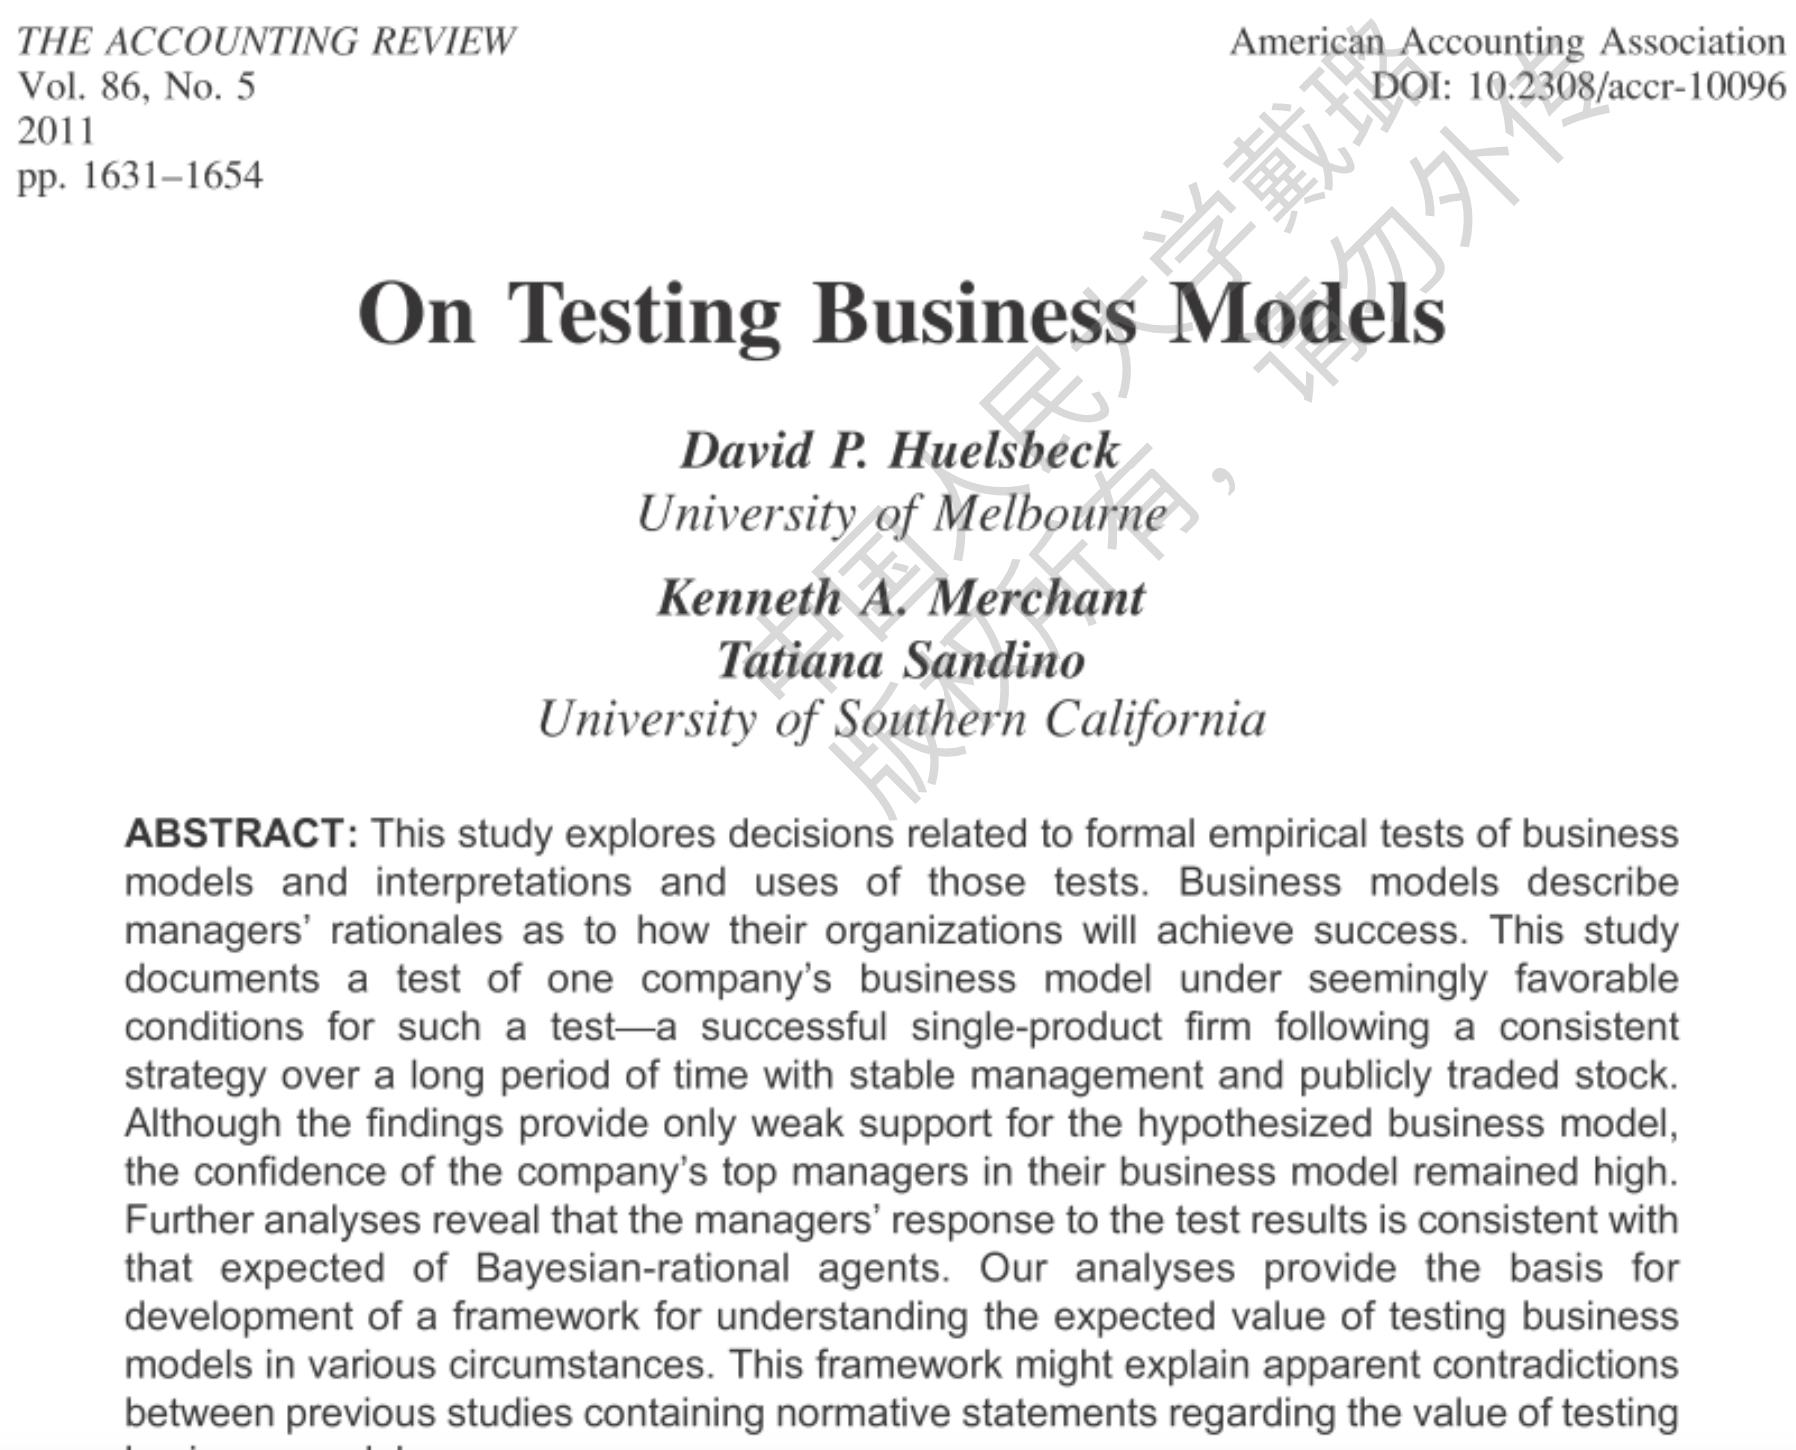 THE ACCOUNTING REVIEW
Vol. 86, No. 5
2011
pp. 1631–1654
American Accounting Association
DOI: 10.2308/accr-10096
On Testing Business Models
David P. Huelsbeck
University of Melbourne
Kenneth A. Merchant
Tatiana Sandino
University of Southern California
ABSTRACT: This study explores decisions related to formal empirical tests of business
models and interpretations and uses of those tests. Business models describe
managers’ rationales as to how their organizations will achieve success. This study
documents a test of one company’s business model under seemingly favorable
conditions for such a test—a successful single-product firm following a consistent
strategy over a long period of time with stable management and publicly traded stock.
Although the findings provide only weak support for the hypothesized business model,
the confidence of the company’s top managers in their business model remained high.
Further analyses reveal that the managers’ response to the test results is consistent with
that expected of Bayesian-rational agents. Our analyses provide the basis for
development of a framework for understanding the expected value of testing business
models in various circumstances. This framework might explain apparent contradictions
between previous studies containing normative statements regarding the value of testing
中国人民大学戴璐
版权所有，请勿外传